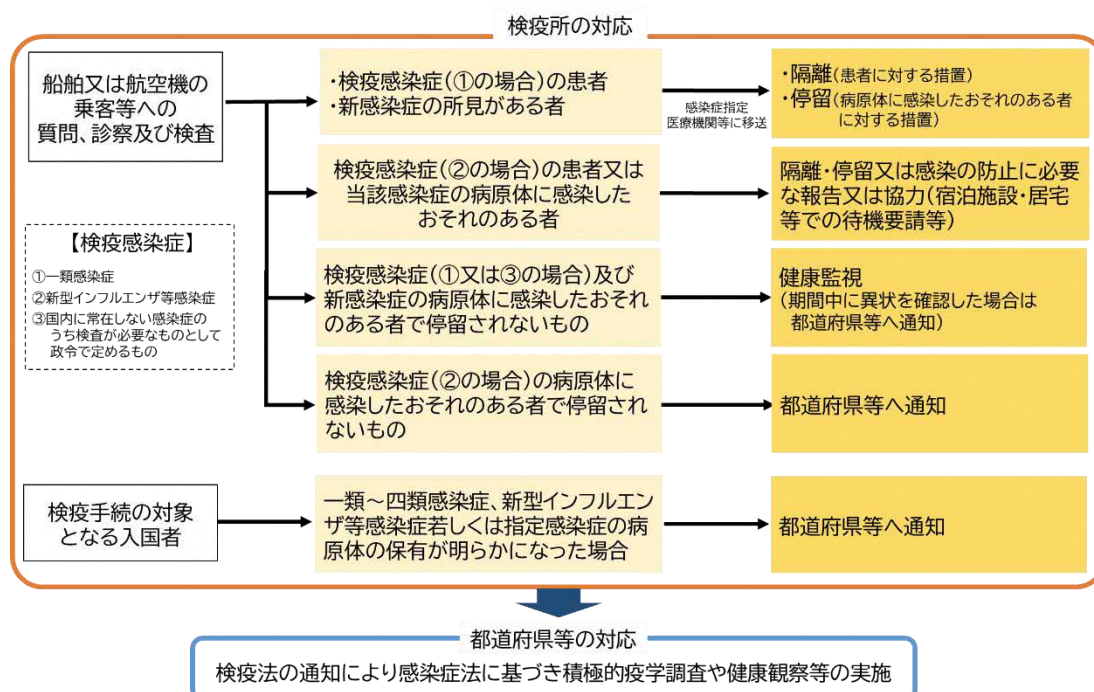 検疫所の対応
船舶又は航空機の
乗客等への
質問、診察及び検査
・検疫感染症（①の場合）の患者
・新感染症の所見がある者
感染症指定
医療機関等に移送
・隔離（患者に対する措置）
・停留（病原体に感染したおそれのある者
に対する措置）
検疫感染症（②の場合）の患者又は
当該感染症の病原体に感染した
おそれのある者
隔離・停留又は感染の防止に必要
な報告又は協力（宿泊施設・居宅
等での待機要請等）
【検疫感染症】
①一類感染症
②新型インフルエンザ等感染症
③国内に常在しない感染症の
うち検査が必要なものとして
政令で定めるもの
検疫感染症（①又は③の場合）及び
新感染症の病原体に感染したおそれ
のある者で停留されないもの
健康監視
（期間中に異状を確認した場合は
都道府県等へ通知）
検疫感染症（②の場合）の病原体に
感染したおそれのある者で停留され
ないもの
都道府県等へ通知
検疫手続の対象
となる入国者
一類～四類感染症、新型インフルエン
ザ等感染症若しくは指定感染症の病
原体の保有が明らかになった場合
都道府県等へ通知
都道府県等の対応
検疫法の通知により感染症法に基づき積極的疫学調査や健康観察等の実施